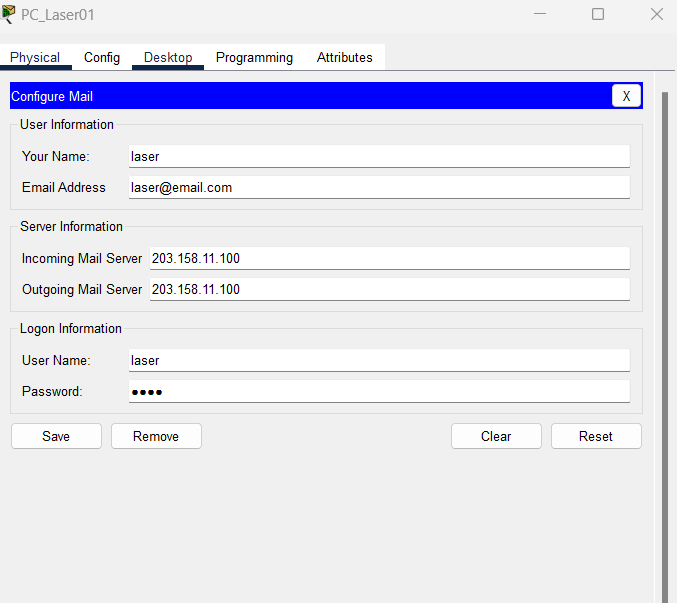 PC_Laser01
Physical Config Desktop Programming Attributes
Configure Mail X
User Information
Your Name: laser
Email Address laser@email.com
Server Information
Incoming Mail Server 203.158.11.100
Outgoing Mail Server 203.158.11.100
Logon Information
User Name: laser
Password: ●●●●
Save Remove Clear Reset